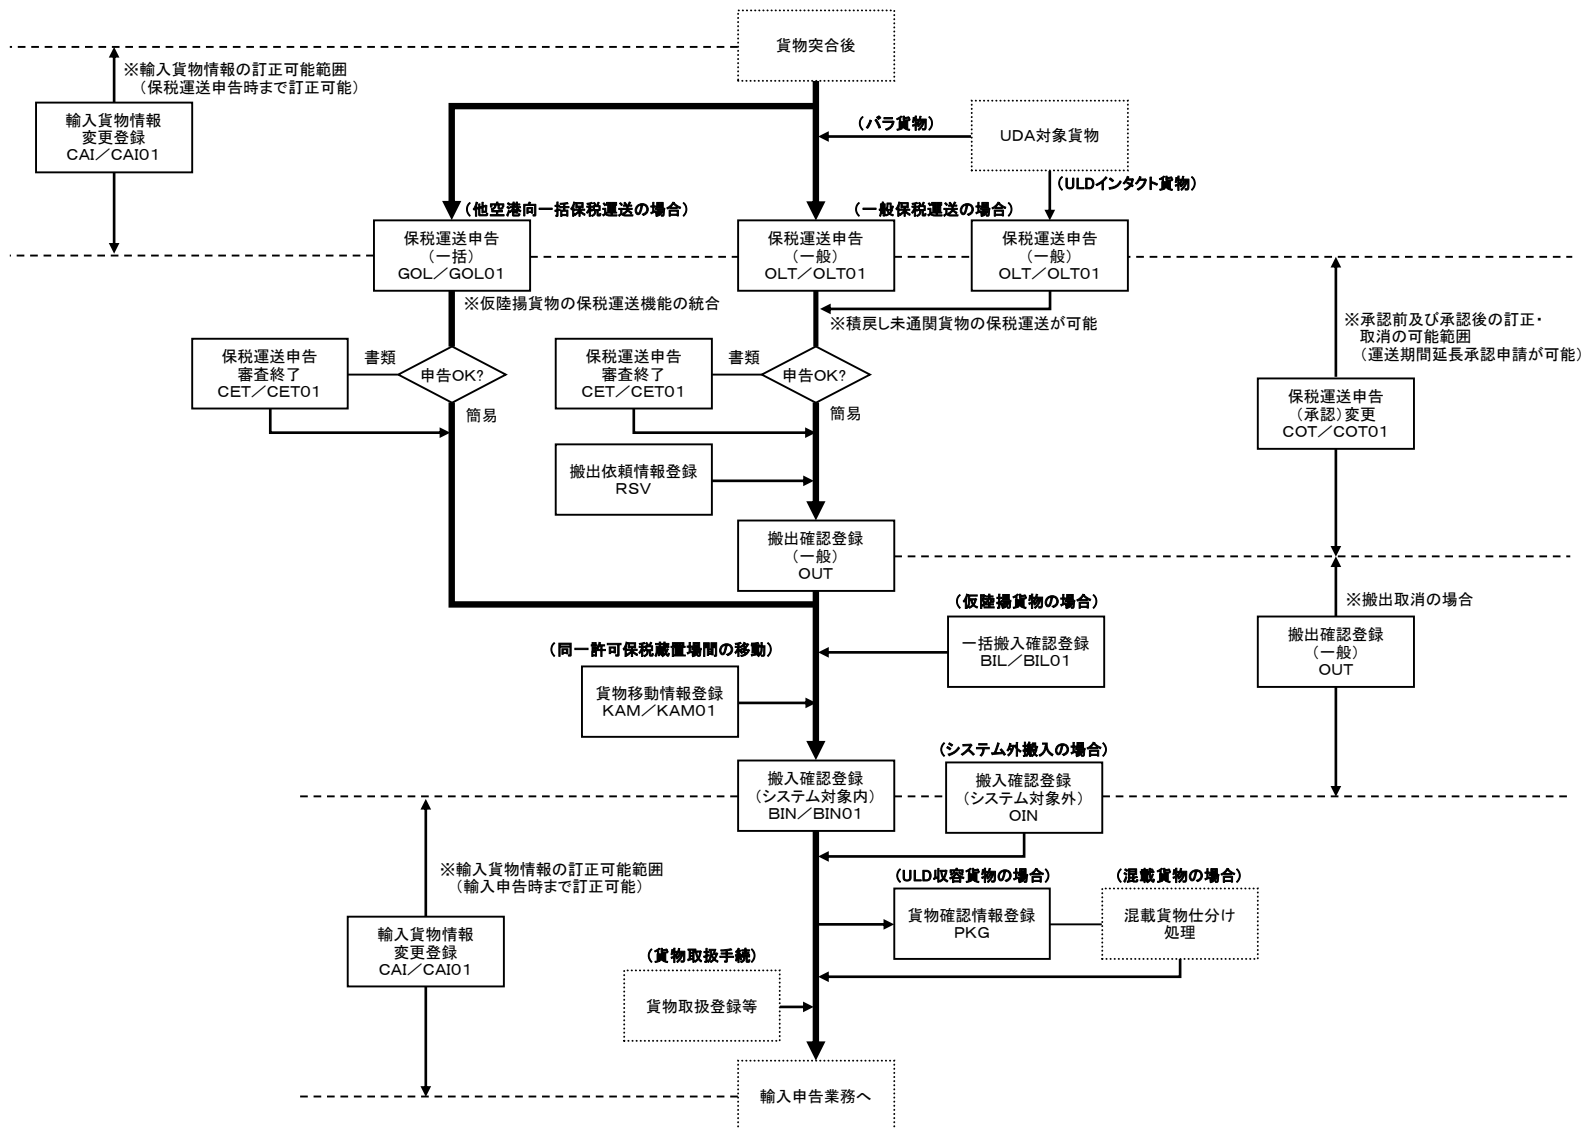 貨物突合後
※輸入貨物情報の訂正可能範囲
（保税運送申告時まで訂正可能）
輸入貨物情報
変更登録
CAI／CAI01
（バラ貨物）
UDA対象貨物
（ULDインタクト貨物）
（他空港向一括保税運送の場合）
（一般保税運送の場合）
保税運送申告
（一括）
GOL／GOL01
保税運送申告
（一般）
OLT／OLT01
保税運送申告
（一般）
OLT／OLT01
※仮陸揚貨物の保税運送機能の統合
※積戻し未通関貨物の保税運送が可能
※承認前及び承認後の訂正・
取消の可能範囲
（運送期間延長承認申請が可能）
保税運送申告
審査終了
CET／CET01
書類
申告OK?
簡易
保税運送申告
審査終了
CET／CET01
書類
申告OK?
簡易
保税運送申告
（承認）変更
COT／COT01
搬出依頼情報登録
RSV
搬出確認登録
（一般）
OUT
（仮陸揚貨物の場合）
一括搬入確認登録
BIL／BIL01
※搬出取消の場合
搬出確認登録
（一般）
OUT
（同一許可保税蔵置場間の移動）
貨物移動情報登録
KAM／KAM01
（システム外搬入の場合）
搬入確認登録
（システム対象内）
BIN／BIN01
搬入確認登録
（システム対象外）
OIN
※輸入貨物情報の訂正可能範囲
（輸入申告時まで訂正可能）
輸入貨物情報
変更登録
CAI／CAI01
（ULD収容貨物の場合）
貨物確認情報登録
PKG
（混載貨物の場合）
混載貨物仕分け
処理
（貨物取扱手続）
貨物取扱登録等
輸入申告業務へ